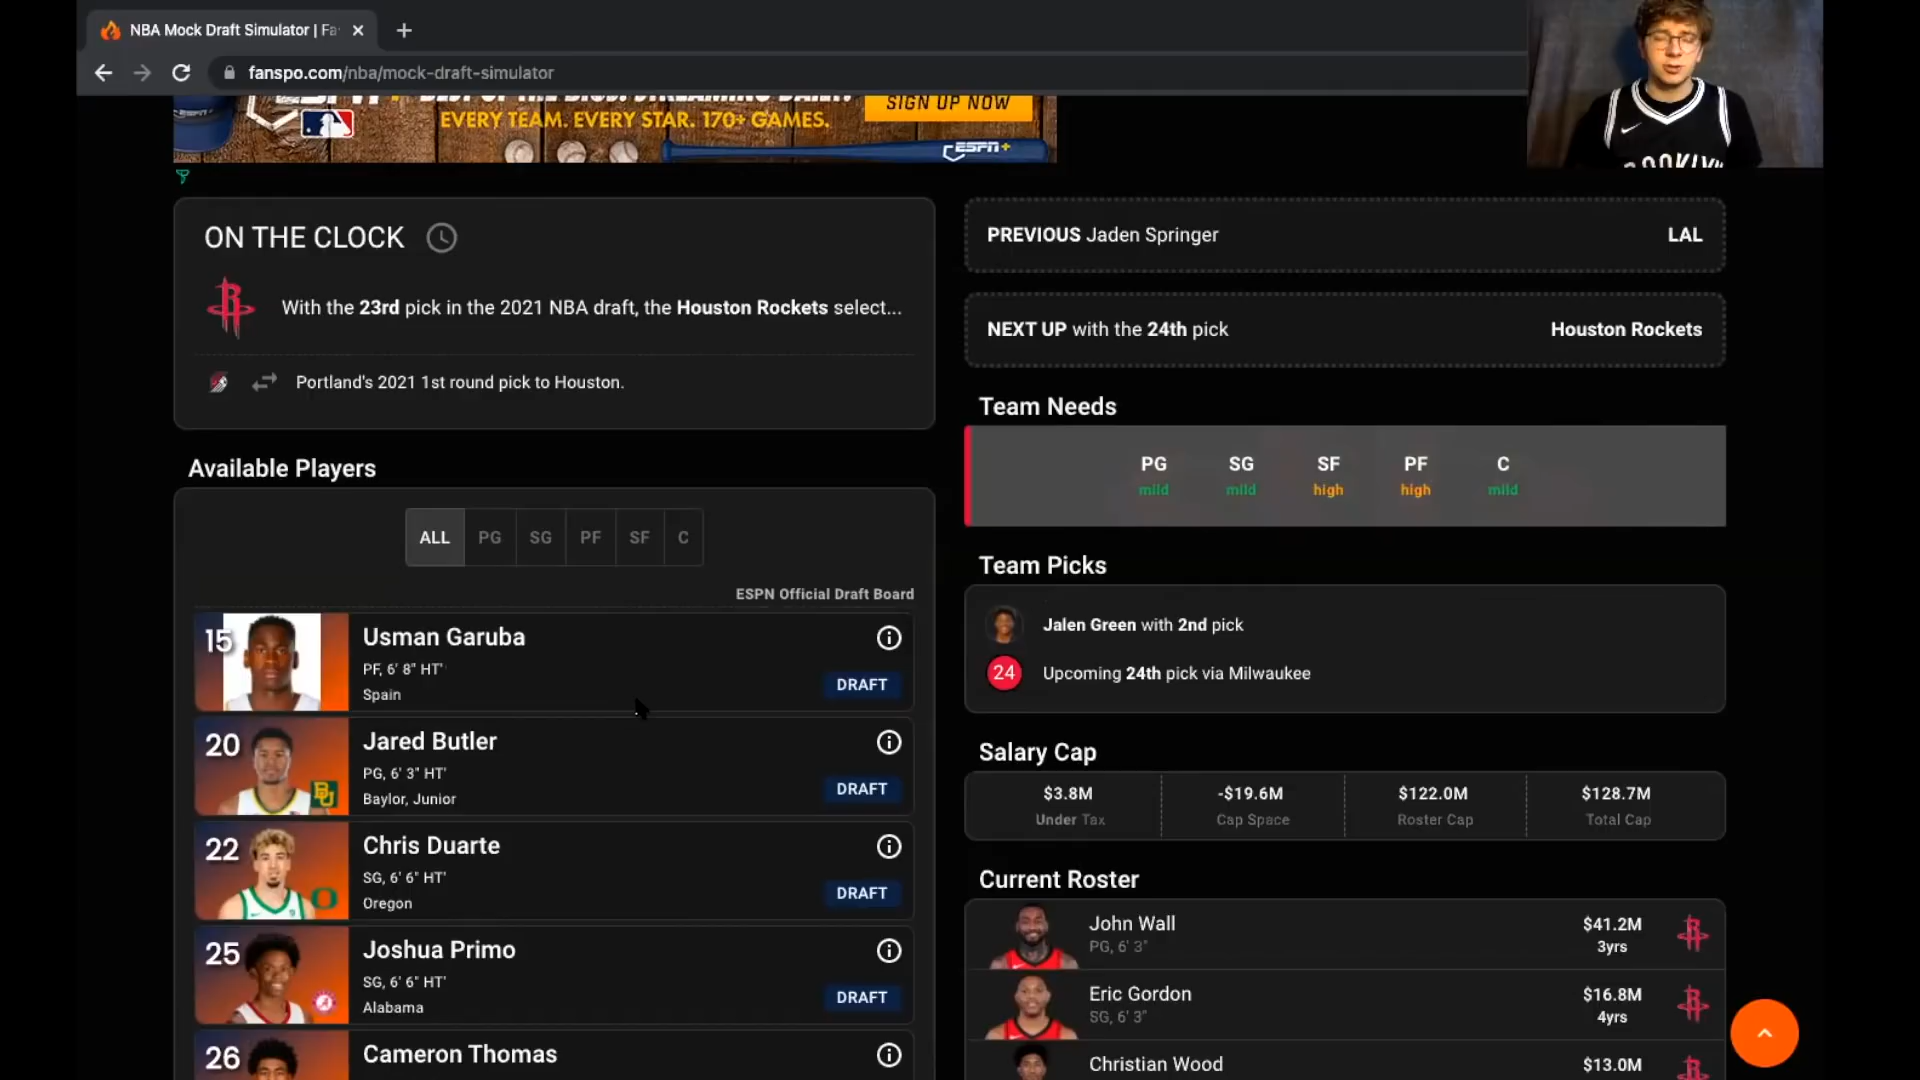 NBA Mock Draft Simulator | Fa
fanspo.com/nba/mock-draft-simulator
SIGN UP NOW
EVERY TEAM. EVERY STAR. 170+ GAMES.
ESPN+
ON THE CLOCK
With the 23rd pick in the 2021 NBA draft, the Houston Rockets select...
Portland's 2021 1st round pick to Houston.
PREVIOUS Jaden Springer
LAL
NEXT UP with the 24th pick
Houston Rockets
Team Needs
PG SG SF PF C
mild mild high high mild
Team Picks
Jalen Green with 2nd pick
24 Upcoming 24th pick via Milwaukee
Salary Cap
$3.8M -$19.6M $122.0M $128.7M
Under Tax Cap Space Roster Cap Total Cap
Current Roster
John Wall $41.2M
PG, 6' 3" 3yrs
Eric Gordon $16.8M
SG, 6' 3" 4yrs
Christian Wood $13.0M
Available Players
ALL PG SG PF SF C
ESPN Official Draft Board
15 Usman Garuba
PF, 6' 8" HT'
Spain
DRAFT
20 Jared Butler
PG, 6' 3" HT'
Baylor, Junior
DRAFT
22 Chris Duarte
SG, 6' 6" HT'
Oregon
DRAFT
25 Joshua Primo
SG, 6' 6" HT'
Alabama
DRAFT
26 Cameron Thomas
BROOKLYN